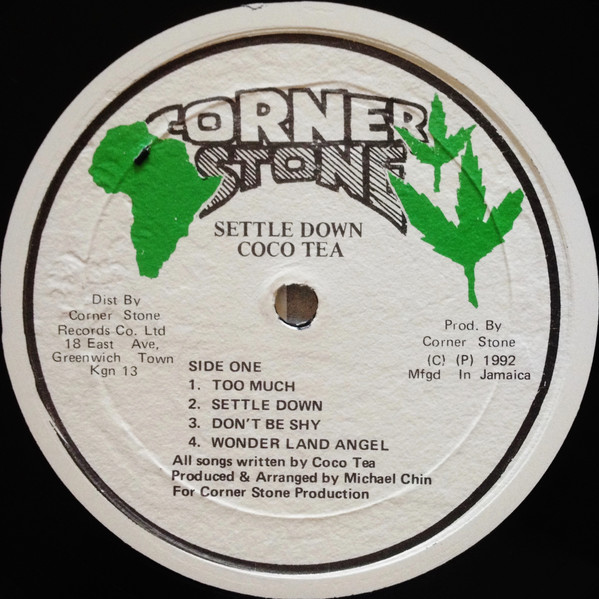 CORNER
STONE
SETTLE DOWN
COCO TEA
Dist By
Corner Stone
Records Co. Ltd
18 East Ave,
Greenwich Town
Kgn 13
Prod. By
Corner Stone
(C) (P) 1992
Mfgd In Jamaica
SIDE ONE
1. TOO MUCH
2. SETTLE DOWN
3. DON'T BE SHY
4. WONDER LAND ANGEL
All songs written by Coco Tea
Produced & Arranged by Michael Chin
For Corner Stone Production